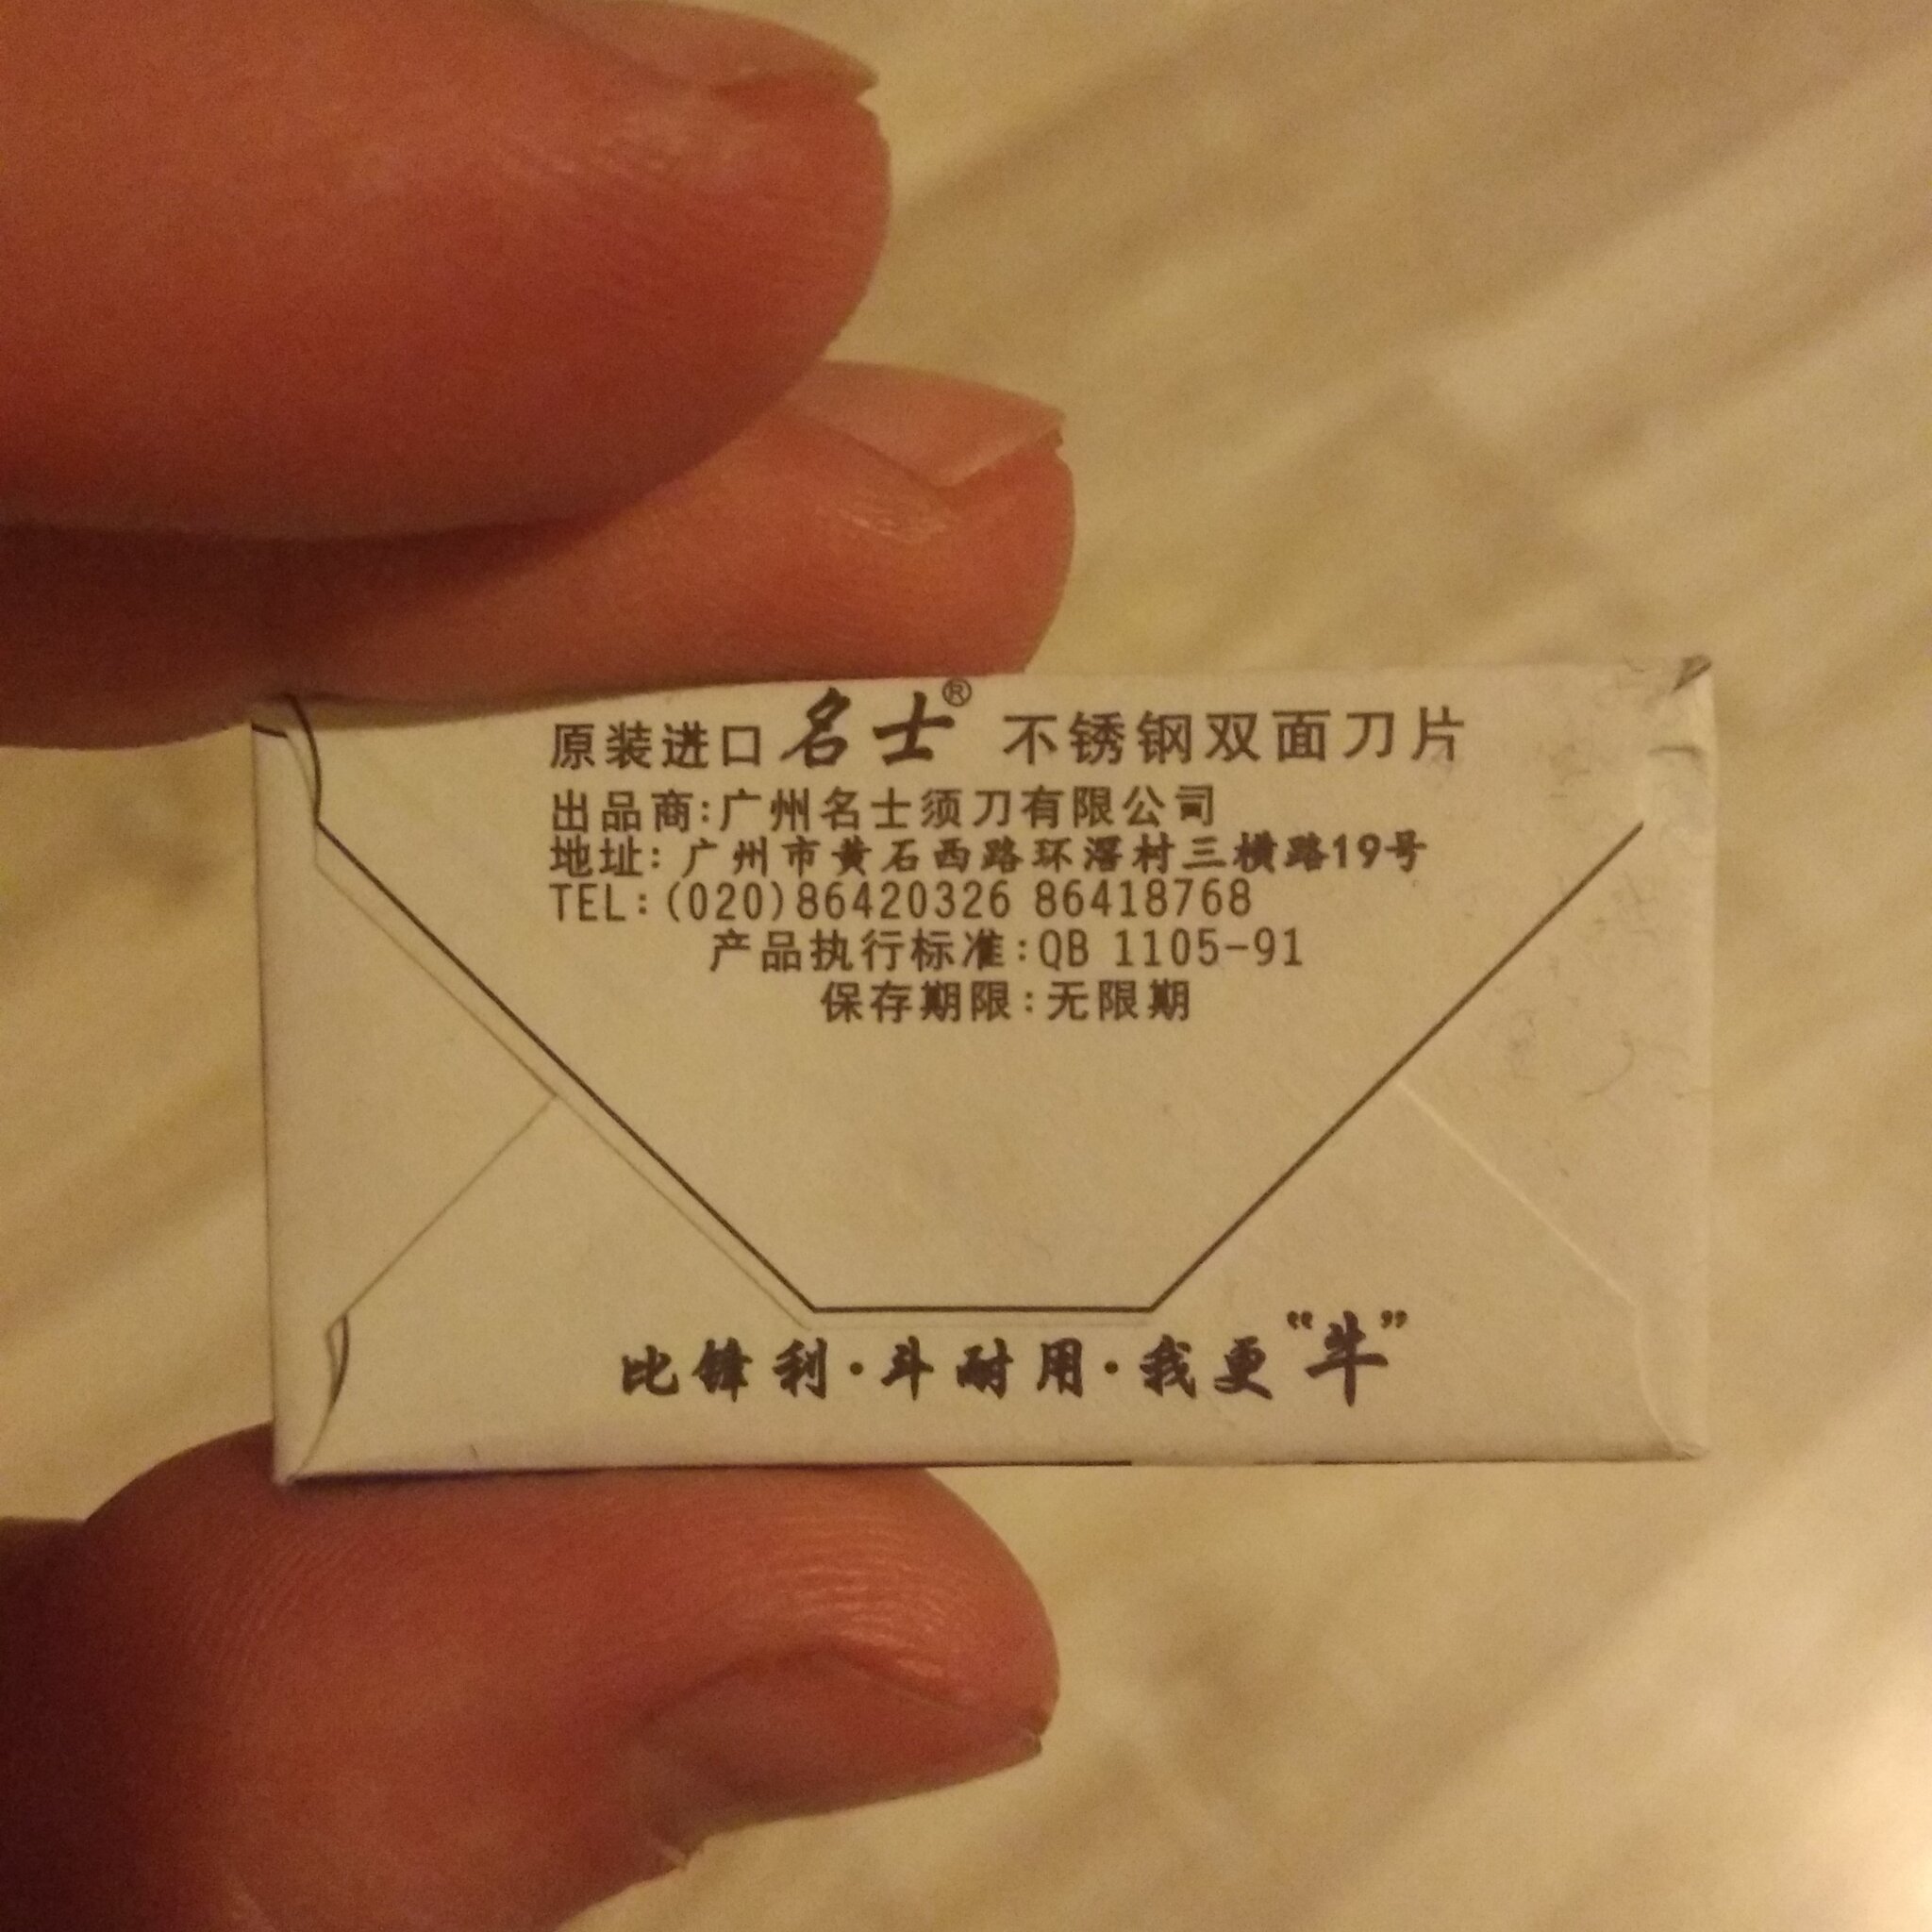 原装进口 名士® 不锈钢双面刀片
出品商:广州名士须刀有限公司
地址: 广州市黄石西路环滘村三横路19号
TEL:(020)86420326 86418768
产品执行标准:QB 1105-91
保存期限:无限期
比锋利·斗耐用·我更“牛”